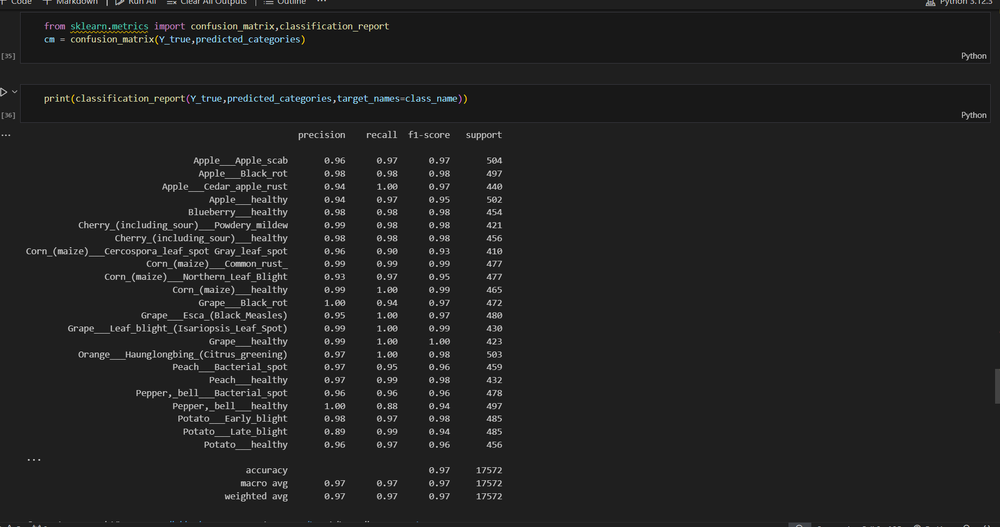 Code Markdown | Run All Clear All Outputs | Outline ... Python 3.12.3
from sklearn.metrics import confusion_matrix,classification_report
cm = confusion_matrix(Y_true,predicted_categories)
[35]
Python
print(classification_report(Y_true,predicted_categories,target_names=class_name))
[36]
Python
...
precision recall f1-score support
Apple___Apple_scab 0.96 0.97 0.97 504
Apple___Black_rot 0.98 0.98 0.98 497
Apple___Cedar_apple_rust 0.94 1.00 0.97 440
Apple___healthy 0.94 0.97 0.95 502
Blueberry___healthy 0.98 0.98 0.98 454
Cherry_(including_sour)___Powdery_mildew 0.99 0.98 0.98 421
Cherry_(including_sour)___healthy 0.98 0.98 0.98 456
Corn_(maize)___Cercospora_leaf_spot Gray_leaf_spot 0.96 0.90 0.93 410
Corn_(maize)___Common_rust_ 0.99 0.99 0.99 477
Corn_(maize)___Northern_Leaf_Blight 0.93 0.97 0.95 477
Corn_(maize)___healthy 0.99 1.00 0.99 465
Grape___Black_rot 1.00 0.94 0.97 472
Grape___Esca_(Black_Measles) 0.95 1.00 0.97 480
Grape___Leaf_blight_(Isariopsis_Leaf_Spot) 0.99 1.00 0.99 430
Grape___healthy 0.99 1.00 1.00 423
Orange___Haunglongbing_(Citrus_greening) 0.97 1.00 0.98 503
Peach___Bacterial_spot 0.97 0.95 0.96 459
Peach___healthy 0.97 0.99 0.98 432
Pepper,_bell___Bacterial_spot 0.96 0.96 0.96 478
Pepper,_bell___healthy 1.00 0.88 0.94 497
Potato___Early_blight 0.98 0.97 0.98 485
Potato___Late_blight 0.89 0.99 0.94 485
Potato___healthy 0.96 0.97 0.96 456
...
accuracy 0.97 17572
macro avg 0.97 0.97 0.97 17572
weighted avg 0.97 0.97 0.97 17572